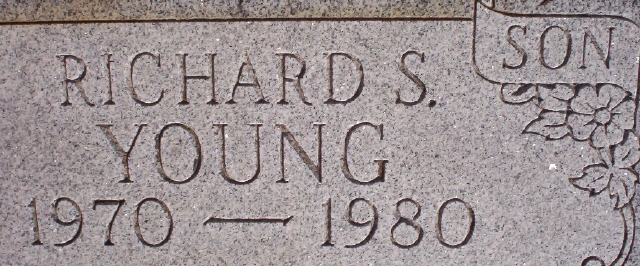 SON
RICHARD S.
YOUNG
1970 — 1980